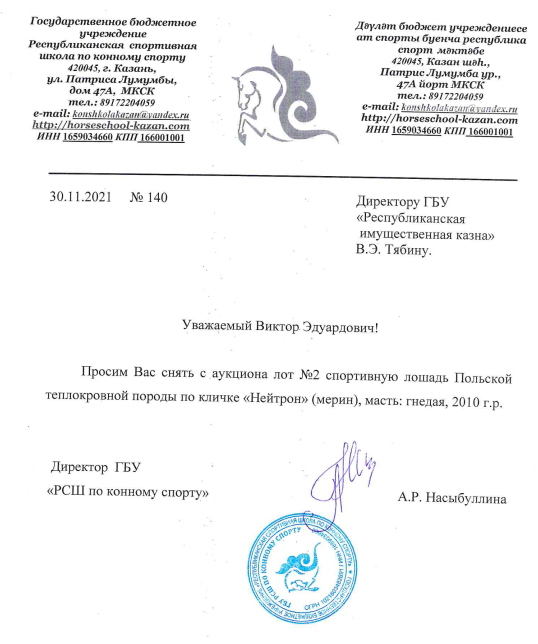 Государственное бюджетное
учреждение
Республиканская спортивная
школа по конному спорту
420045, г. Казань,
ул. Патриса Лумумбы,
дом 47А, МКСК
тел.: 89172204059
e-mail: konshkolakazan@yandex.ru
http://horseschool-kazan.com
ИНН 1659034660 КПП 166001001
Дәүләт бюджет учреждениесе
ат спорты буенча республика
спорт мәктәбе
420045, Казан шәһ.,
Патрис Лумумба ур.,
47А йорт МКСК
тел.: 89172204059
e-mail: konshkolakazan@yandex.ru
http://horseschool-kazan.com
ИНН 1659034660 КПП 166001001
30.11.2021 № 140
Директору ГБУ
«Республиканская
имущественная казна»
В.Э. Тябину.
Уважаемый Виктор Эдуардович!
Просим Вас снять с аукциона лот №2 спортивную лошадь Польской
теплокровной породы по кличке «Нейтрон» (мерин), масть: гнедая, 2010 г.р.
Директор ГБУ
«РСШ по конному спорту»
А.Р. Насыбуллина
ГБУ РСШ ПО КОННОМУ СПОРТУ